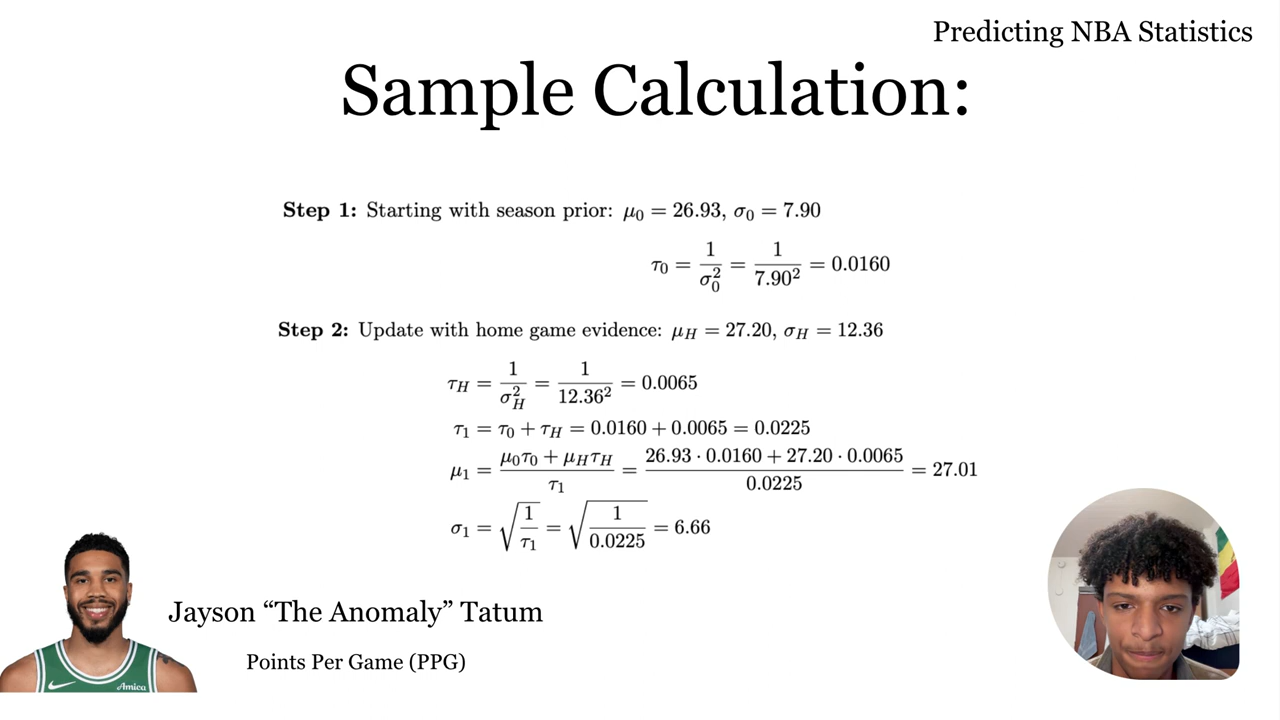 Predicting NBA Statistics
Sample Calculation:
Step 1: Starting with season prior: μ₀ = 26.93, σ₀ = 7.90
τ₀ = 1/σ₀² = 1/7.90² = 0.0160
Step 2: Update with home game evidence: μ_H = 27.20, σ_H = 12.36
τ_H = 1/σ_H² = 1/12.36² = 0.0065
τ₁ = τ₀ + τ_H = 0.0160 + 0.0065 = 0.0225
μ₁ = (μ₀τ₀ + μ_Hτ_H)/τ₁ = (26.93 · 0.0160 + 27.20 · 0.0065)/0.0225 = 27.01
σ₁ = √(1/τ₁) = √(1/0.0225) = 6.66
Jayson “The Anomaly” Tatum
Points Per Game (PPG)
Amica